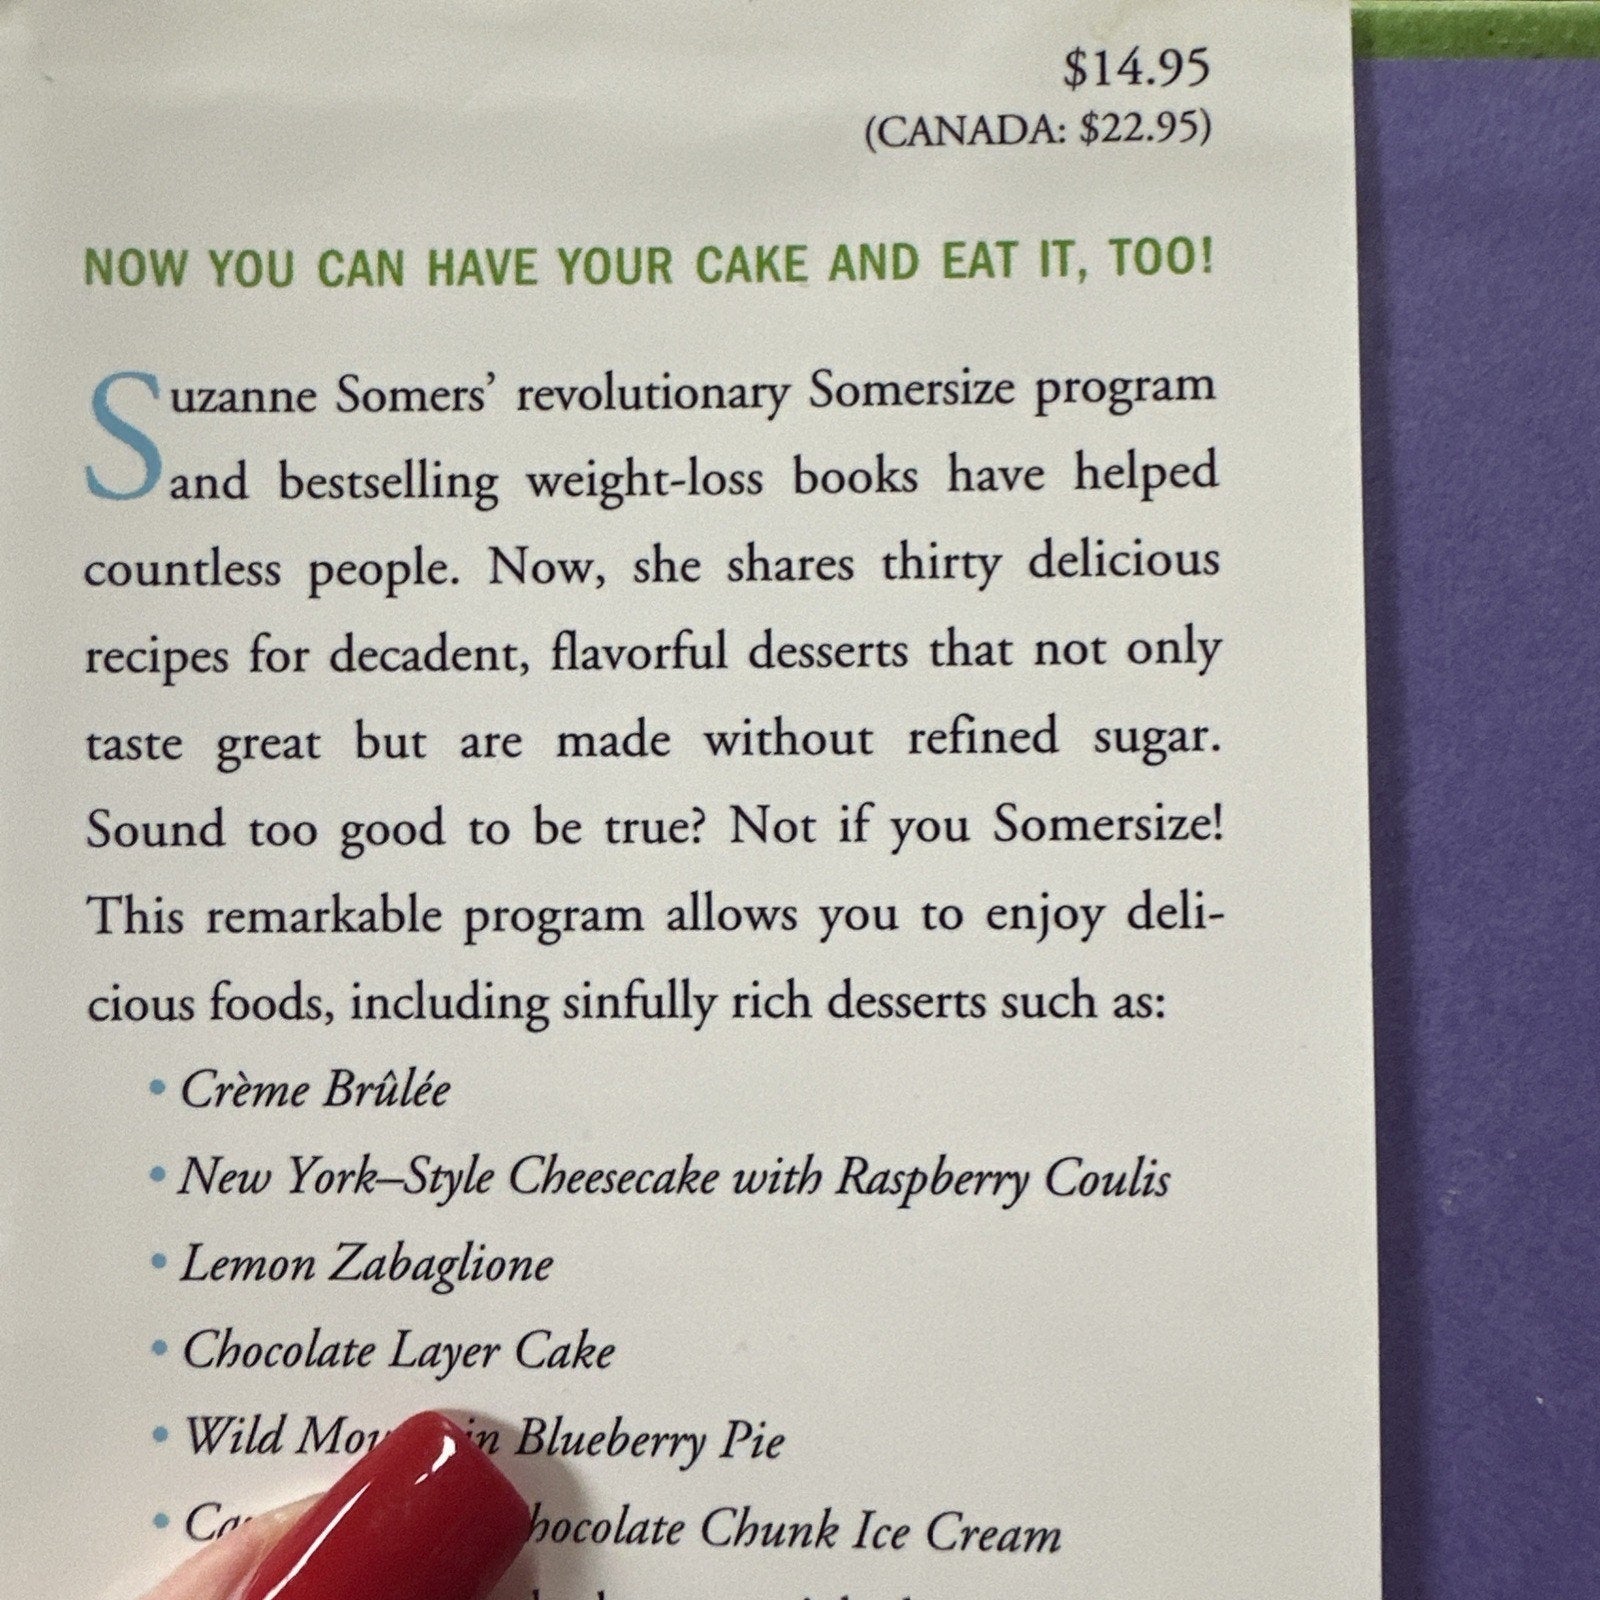 $14.95
(CANADA: $22.95)
NOW YOU CAN HAVE YOUR CAKE AND EAT IT, TOO!
Suzanne Somers’ revolutionary Somersize program
and bestselling weight-loss books have helped
countless people. Now, she shares thirty delicious
recipes for decadent, flavorful desserts that not only
taste great but are made without refined sugar.
Sound too good to be true? Not if you Somersize!
This remarkable program allows you to enjoy deli-
cious foods, including sinfully rich desserts such as:
• Crème Brûlée
• New York–Style Cheesecake with Raspberry Coulis
• Lemon Zabaglione
• Chocolate Layer Cake
• Wild Blueberry Pie
• Chunk Ice Cream